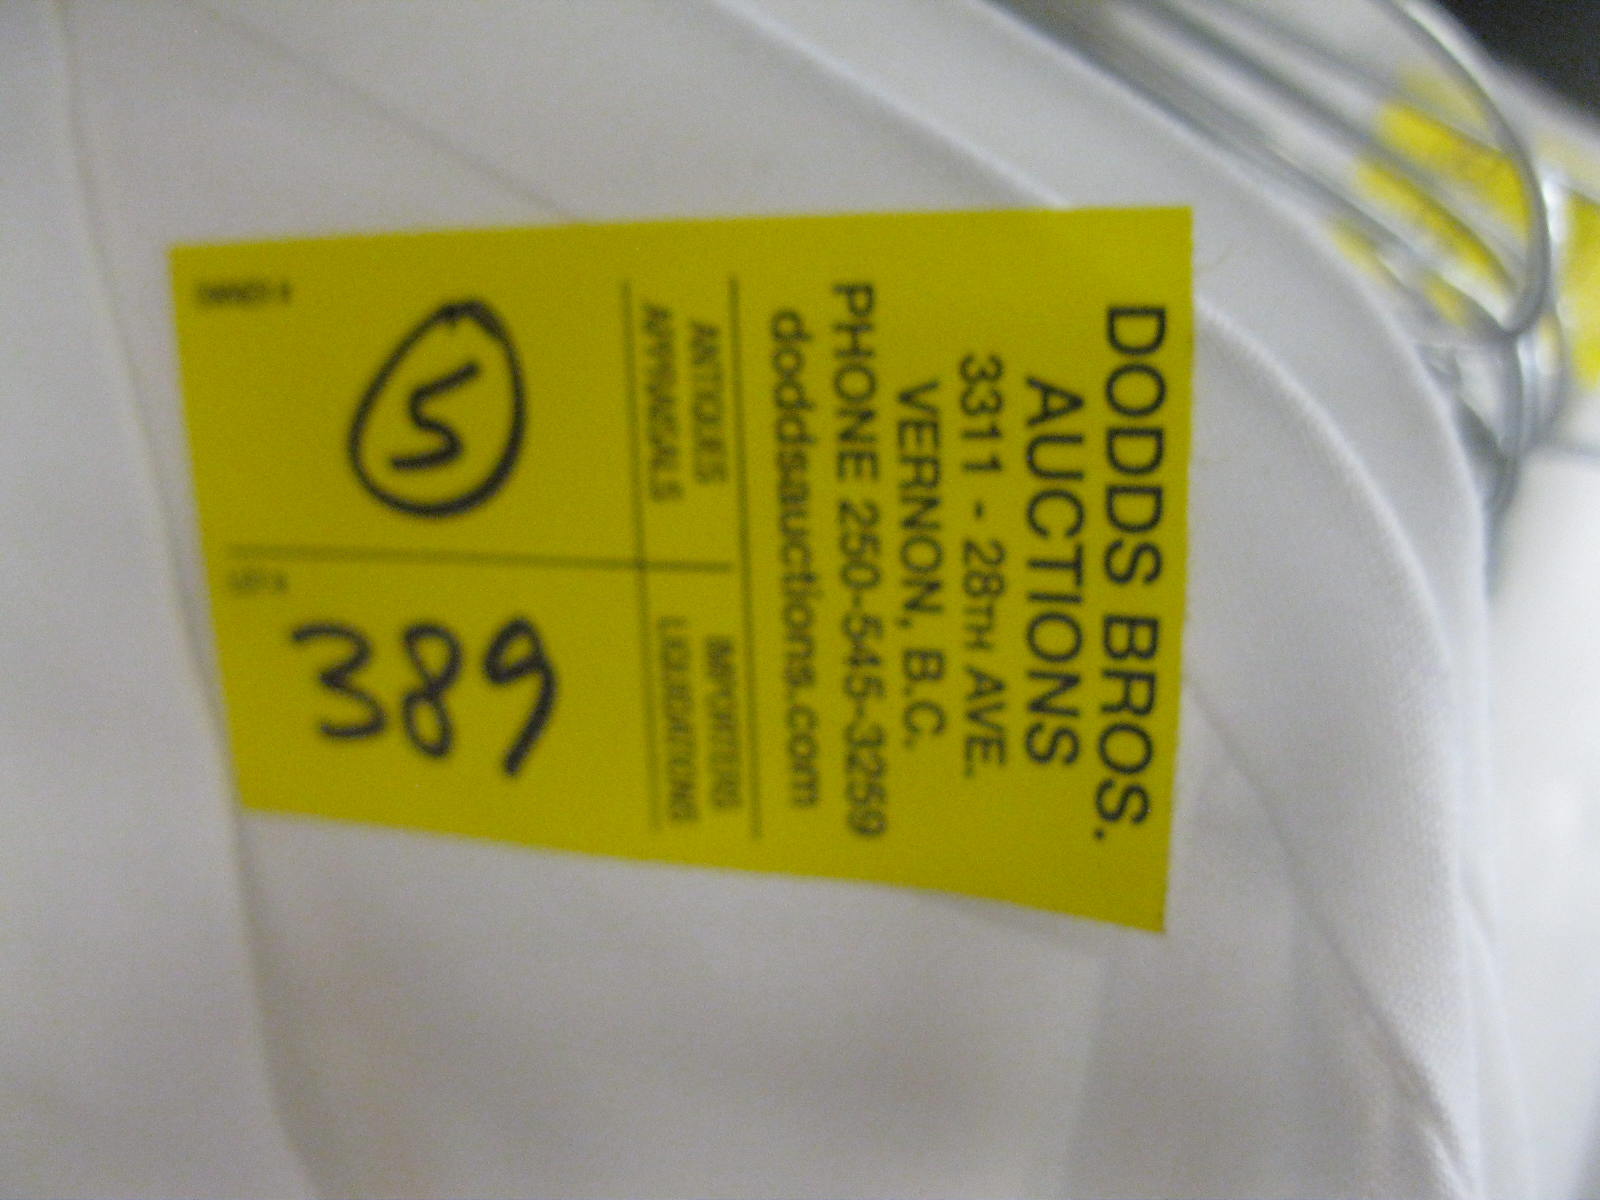 DODDS BROS.
AUCTIONS
3311 - 28TH AVE.
VERNON, B.C.
PHONE 250-545-3259
doddsauctions.com
ANTIQUES IMPORTERS
APPRAISALS LIQUIDATIONS
5
LOT #
389